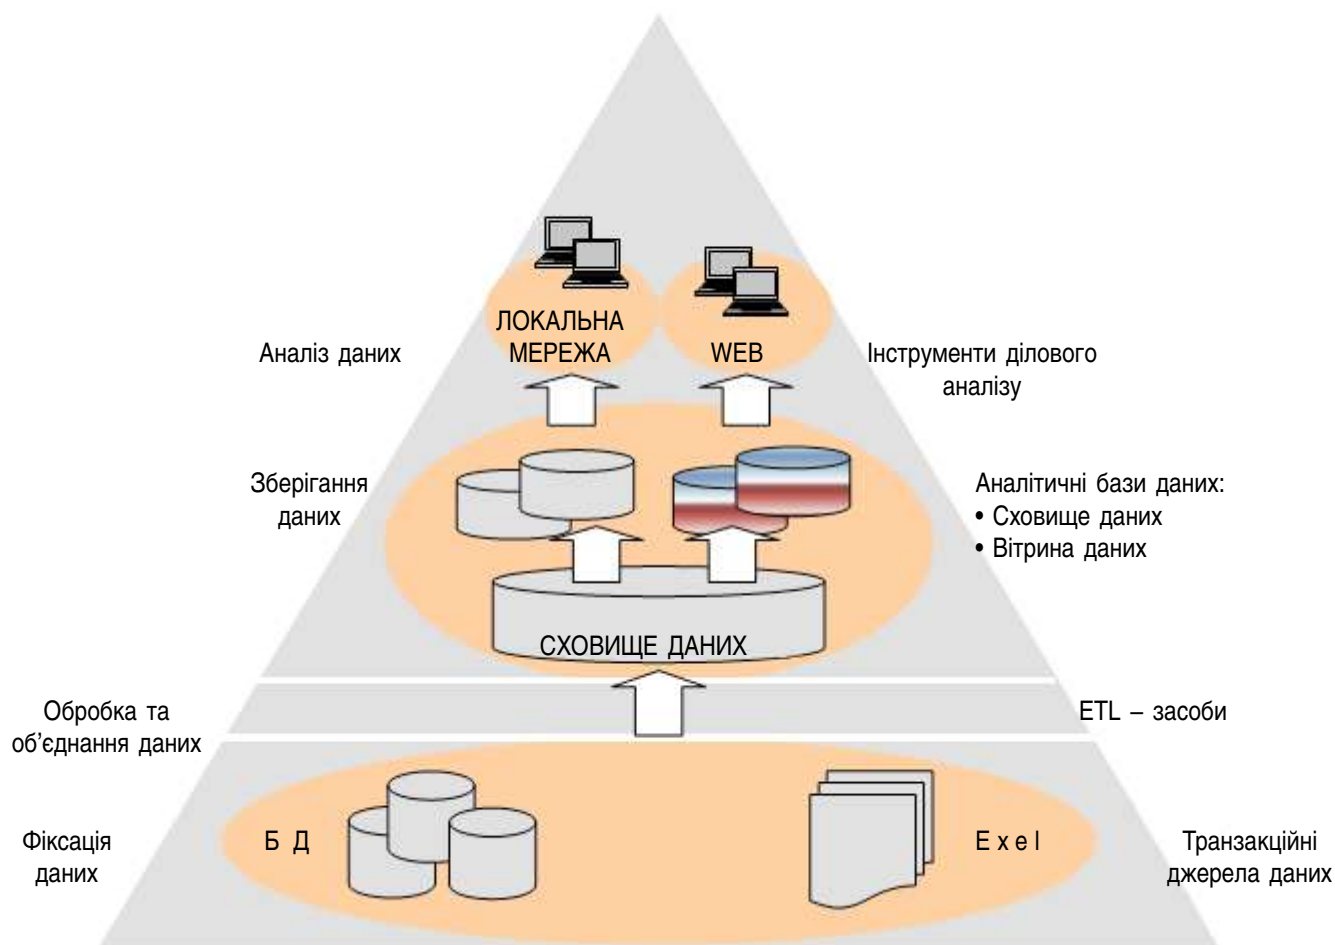 ЛОКАЛЬНА
МЕРЕЖА
WEB
Аналіз даних
Інструменти ділового
аналізу
Зберігання
даних
Аналітичні бази даних:
• Сховище даних
• Вітрина даних
СХОВИЩЕ ДАНИХ
Обробка та
об’єднання даних
ETL – засоби
Фіксація
даних
Б Д
E x e l
Транзакційні
джерела даних